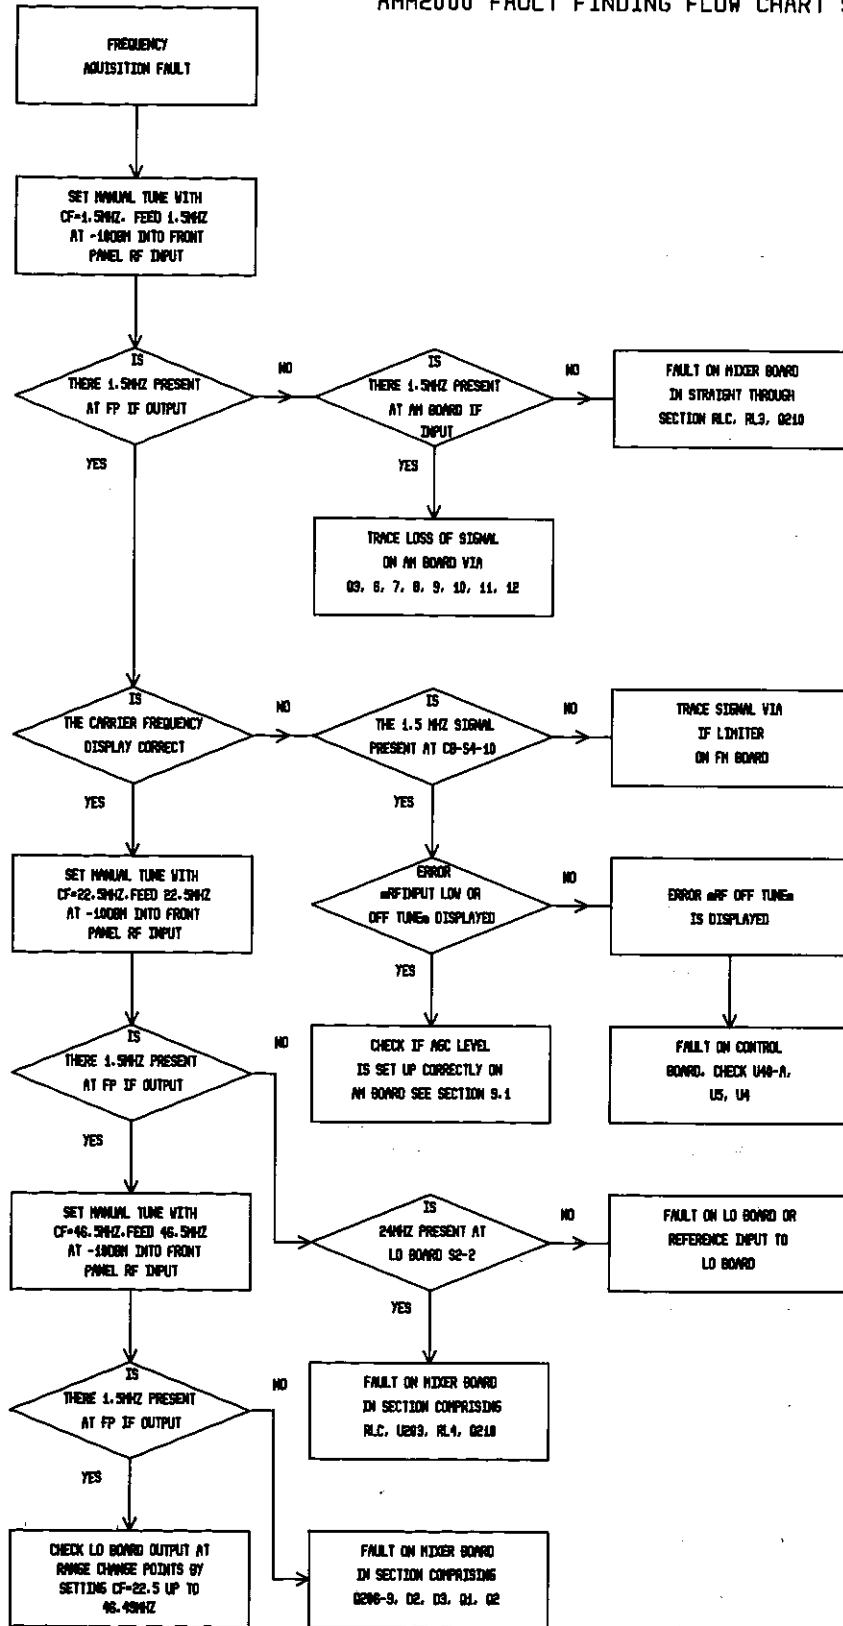 AMM2000 FAULT FINDING FLOW CHART
FREQUENCY
AQUISITION FAULT
SET MANUAL TUNE WITH
CF=1.5MHZ. FEED 1.5MHZ
AT -10DBM INTO FRONT
PANEL RF INPUT
IS
THERE 1.5MHZ PRESENT
AT FP IF OUTPUT
NO
YES
IS
THERE 1.5MHZ PRESENT
AT AM BOARD IF
INPUT
NO
YES
FAULT ON MIXER BOARD
IN STRAIGHT THROUGH
SECTION RLC, RL3, Q210
TRACE LOSS OF SIGNAL
ON AM BOARD VIA
Q3, 6, 7, 8, 9, 10, 11, 12
IS
THE CARRIER FREQUENCY
DISPLAY CORRECT
NO
YES
IS
THE 1.5 MHZ SIGNAL
PRESENT AT CB-S4-10
NO
YES
TRACE SIGNAL VIA
IF LIMITER
ON FM BOARD
SET MANUAL TUNE WITH
CF=22.5MHZ.FEED 22.5MHZ
AT -10DBM INTO FRONT
PANEL RF INPUT
ERROR
mRFINPUT LOW OR
OFF TUNEm DISPLAYED
NO
YES
ERROR mRF OFF TUNEm
IS DISPLAYED
IS
THERE 1.5MHZ PRESENT
AT FP IF OUTPUT
NO
YES
CHECK IF AGC LEVEL
IS SET UP CORRECTLY ON
AM BOARD SEE SECTION 9.1
FAULT ON CONTROL
BOARD. CHECK U40-A,
U5, U4
SET MANUAL TUNE WITH
CF=46.5MHZ.FEED 46.5MHZ
AT -10DBM INTO FRONT
PANEL RF INPUT
IS
24MHZ PRESENT AT
LO BOARD S2-2
NO
YES
FAULT ON LO BOARD OR
REFERENCE INPUT TO
LO BOARD
IS
THERE 1.5MHZ PRESENT
AT FP IF OUTPUT
NO
YES
FAULT ON MIXER BOARD
IN SECTION COMPRISING
RLC, U203, RL4, Q210
CHECK LO BOARD OUTPUT AT
RANGE CHANGE POINTS BY
SETTING CF=22.5 UP TO
46.49MHZ
FAULT ON MIXER BOARD
IN SECTION COMPRISING
Q206-9, D2, D3, Q1, Q2